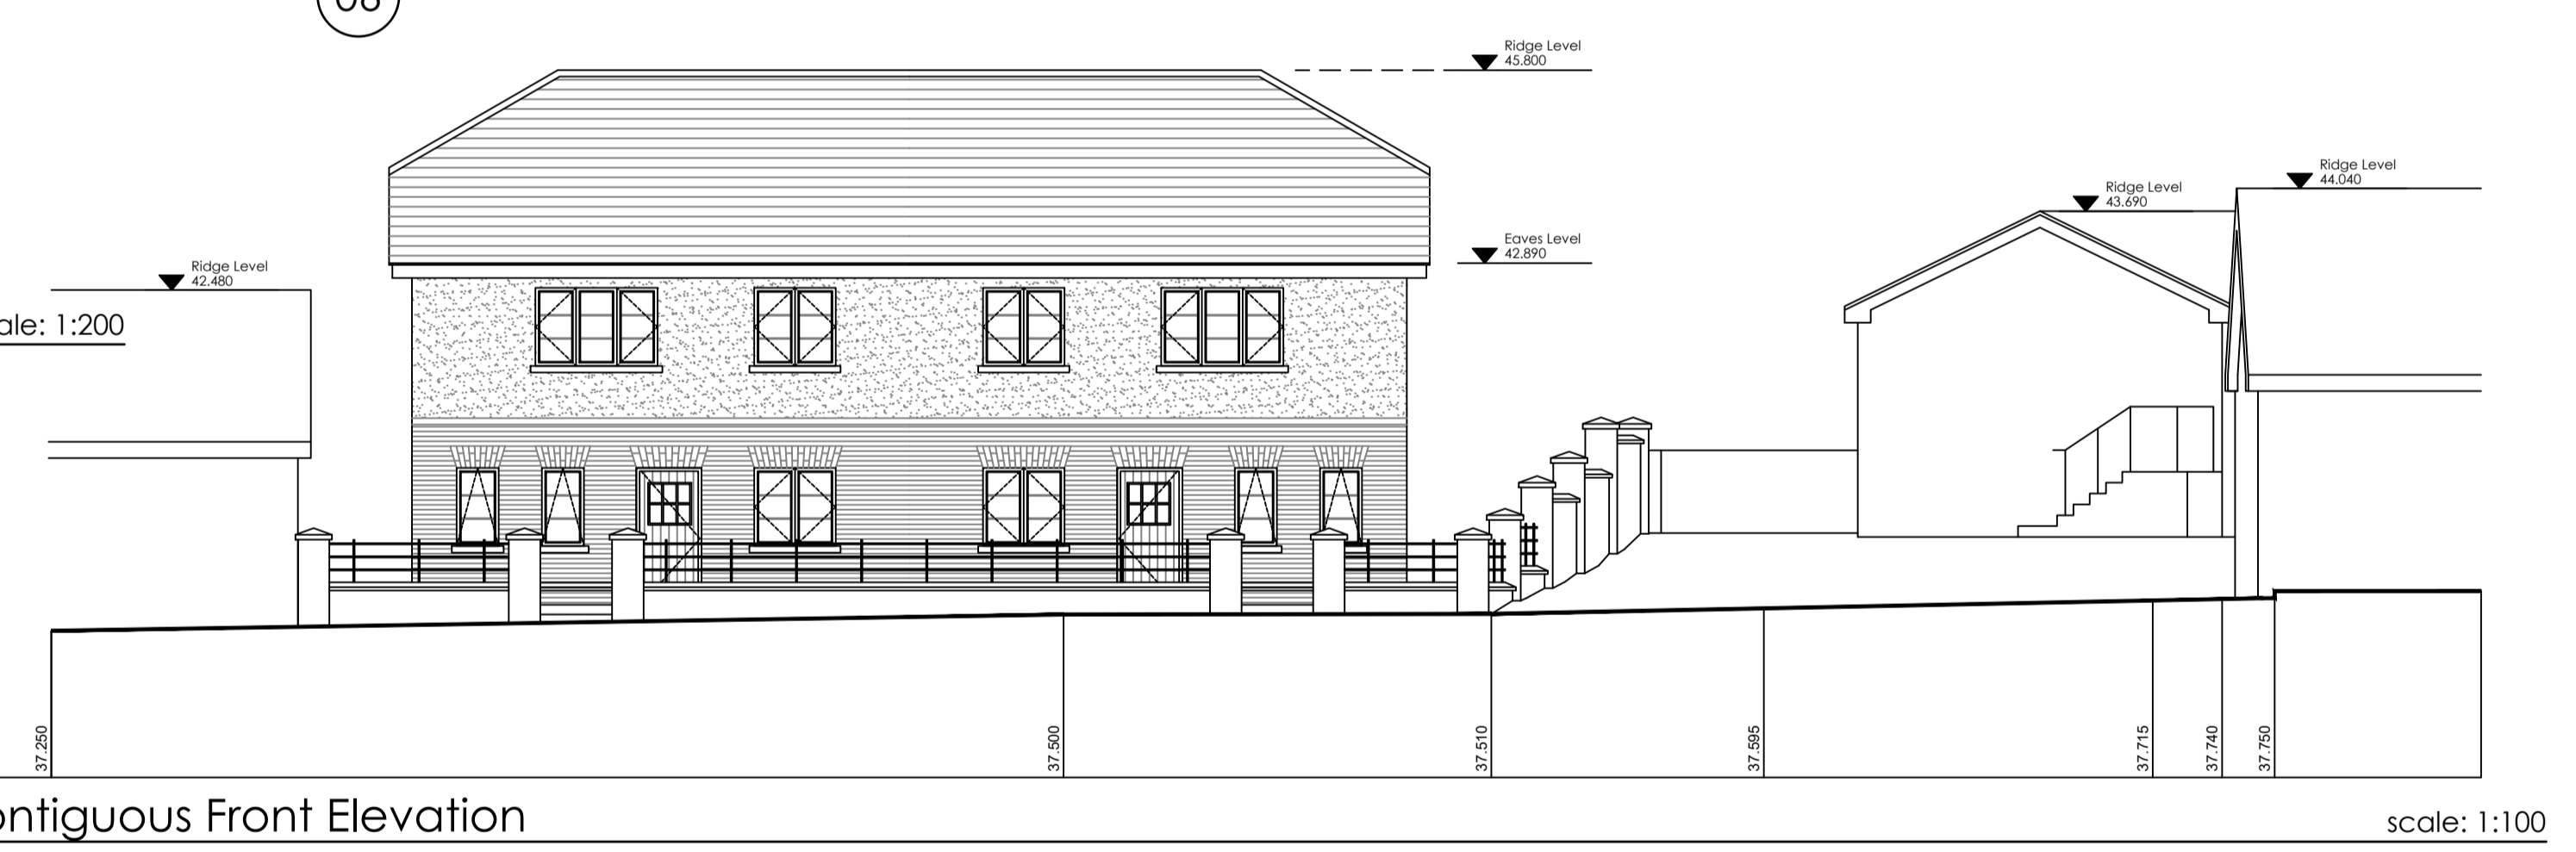 Ridge Level
45.800
Ridge Level
44.040
Ridge Level
43.690
Eaves Level
42.890
Ridge Level
42.480
ale: 1:200
37.250
37.500
37.510
37.595
37.715
37.740
37.750
ontiguous Front Elevation
scale: 1:100